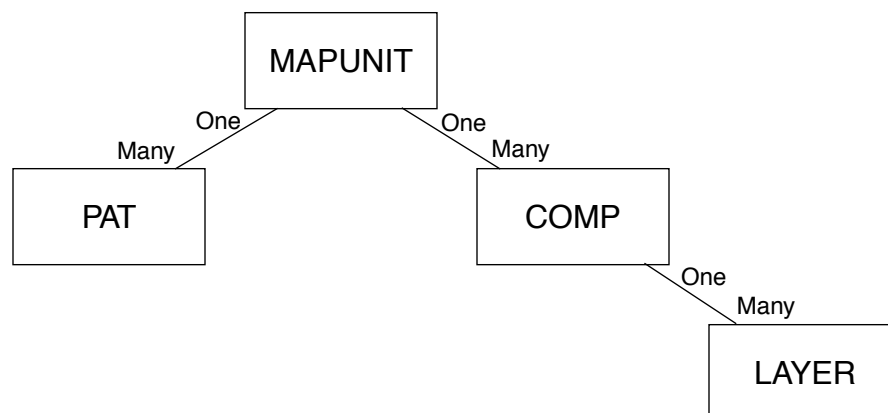 MAPUNIT
One
One
Many
Many
PAT
COMP
One
Many
LAYER